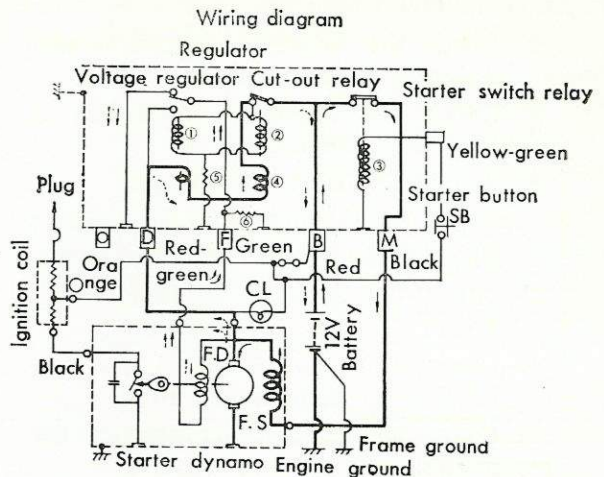 Wiring diagram
Regulator
Voltage regulator Cut-out relay
Starter switch relay
① ② ③ ④ ⑤ ⑥
Yellow-green
Plug
Starter button
SB
D F B M
Red-green
Green
Red
Black
Orange
Ignition coil
CL
12V
Battery
Black
F.D
F.S
Frame ground
Starter dynamo
Engine ground